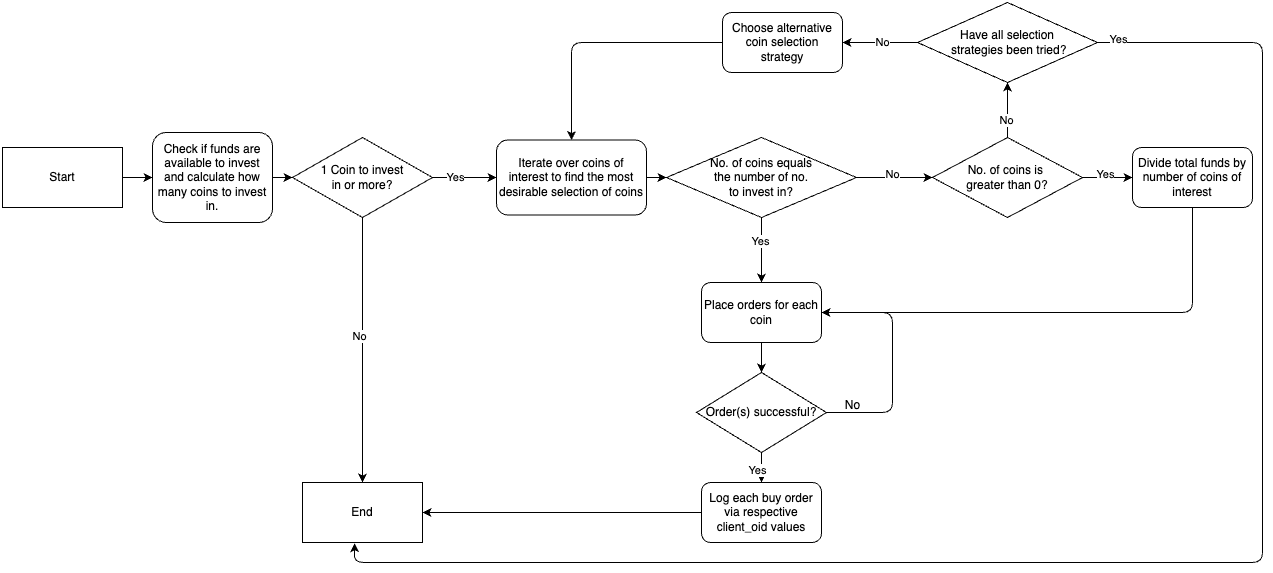 Choose alternative
coin selection
strategy
No
Have all selection
strategies been tried?
Yes
No
Start
Check if funds are
available to invest
and calculate how
many coins to invest
in.
1 Coin to invest
in or more?
Yes
Iterate over coins of
interest to find the most
desirable selection of coins
No. of coins equals
the number of no.
to invest in?
No
No. of coins is
greater than 0?
Yes
Divide total funds by
number of coins of
interest
Yes
Place orders for each
coin
No
Order(s) successful?
No
Yes
End
Log each buy order
via respective
client_oid values